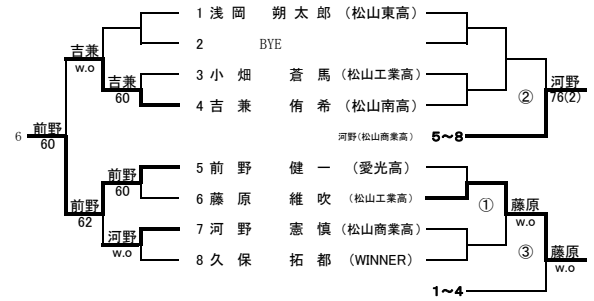 1 浅岡 朔太郎 (松山東高)
2 BYE
吉兼
w.o
3 小畑 蒼馬 (松山工業高)
吉兼
60
4 吉兼 侑希 (松山南高)
河野
76(2)
②
6 前野
60
河野(松山商業高) 5~8
5 前野 健一 (愛光高)
前野
60
6 藤原 維吹 (松山工業高)
前野
62
①
藤原
w.o
7 河野 憲慎 (松山商業高)
河野
w.o
③
藤原
w.o
8 久保 拓都 (WINNER)
1~4